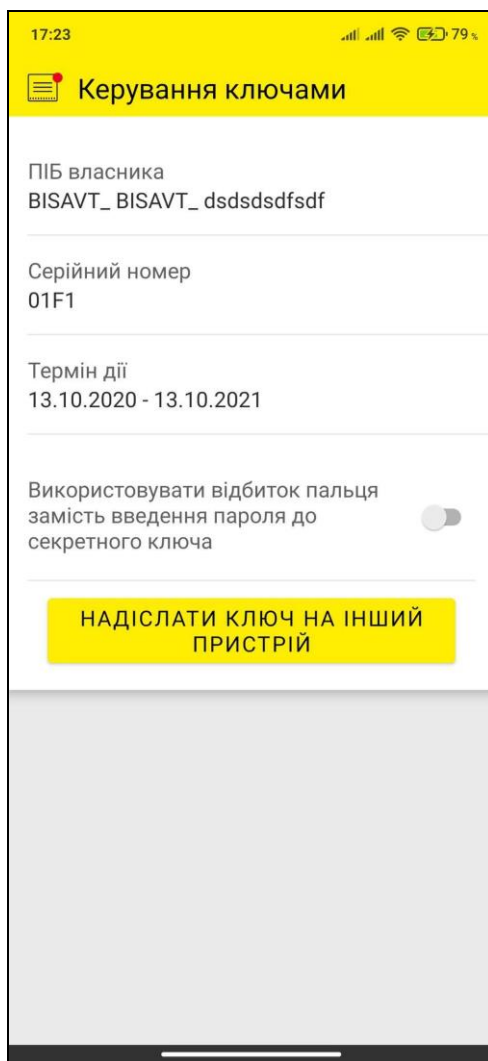 17:23
79 %
Керування ключами
ПІБ власника
BISAVT_ BISAVT_ dsdsdsdfsdf
Серійний номер
01F1
Термін дії
13.10.2020 - 13.10.2021
Використовувати відбиток пальця
замість введення пароля до
секретного ключа
НАДІСЛАТИ КЛЮЧ НА ІНШИЙ
ПРИСТРІЙ